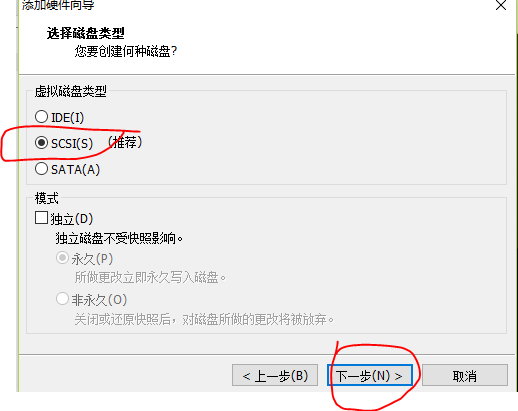 添加硬件向导
选择磁盘类型
您要创建何种磁盘?
虚拟磁盘类型
IDE(I)
SCSI(S) (推荐)
SATA(A)
模式
独立(D)
独立磁盘不受快照影响。
永久(P)
所做更改立即永久写入磁盘。
非永久(O)
关闭或还原快照后，对磁盘所做的更改将被放弃。
< 上一步(B) 下一步(N) > 取消